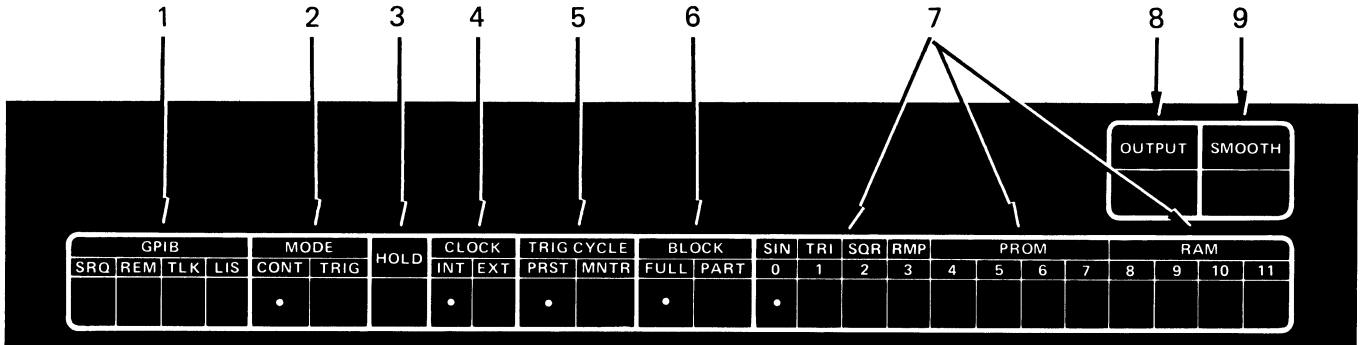 1 2 3 4 5 6 7 8 9
OUTPUT SMOOTH
GPIB MODE HOLD CLOCK TRIG CYCLE BLOCK SIN TRI SQR RMP PROM RAM
SRQ REM TLK LIS CONT TRIG INT EXT PRST MNTR FULL PART 0 1 2 3 4 5 6 7 8 9 10 11